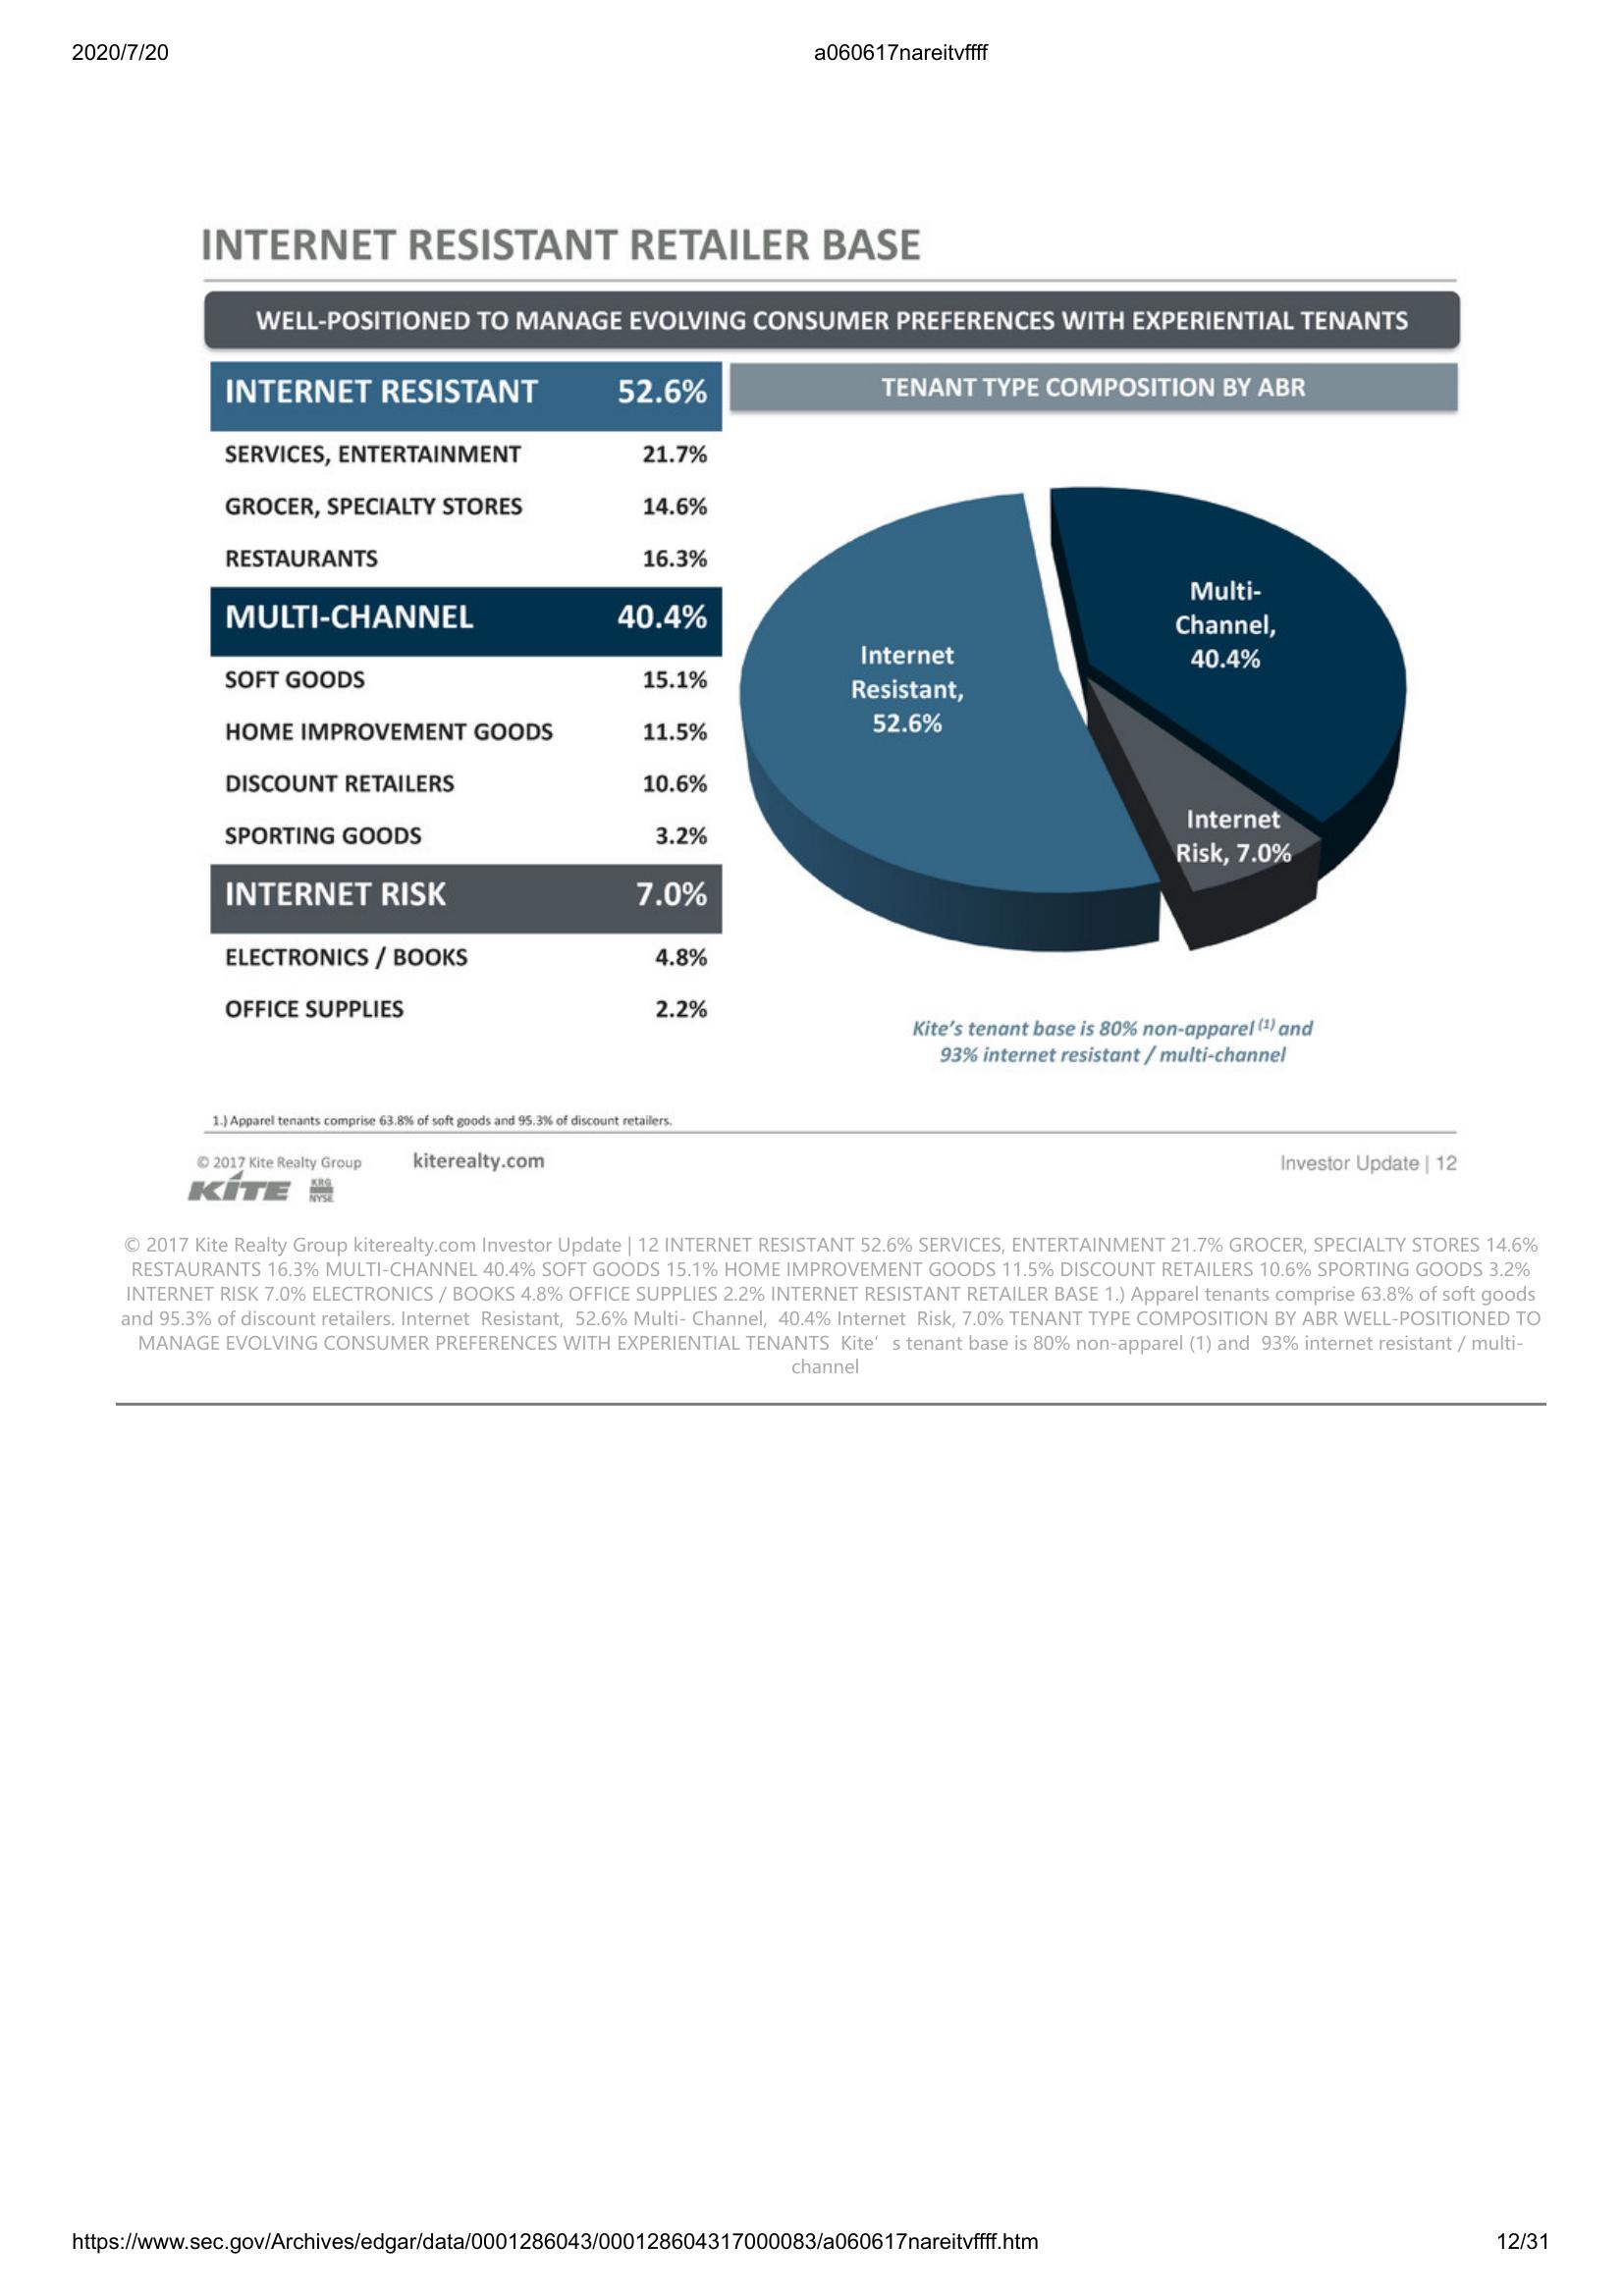 2020/7/20 a060617nareitvffff
INTERNET RESISTANT RETAILER BASE
WELL-POSITIONED TO MANAGE EVOLVING CONSUMER PREFERENCES WITH EXPERIENTIAL TENANTS
INTERNET RESISTANT 52.6%
SERVICES, ENTERTAINMENT 21.7%
GROCER, SPECIALTY STORES 14.6%
RESTAURANTS 16.3%
MULTI-CHANNEL 40.4%
SOFT GOODS 15.1%
HOME IMPROVEMENT GOODS 11.5%
DISCOUNT RETAILERS 10.6%
SPORTING GOODS 3.2%
INTERNET RISK 7.0%
ELECTRONICS / BOOKS 4.8%
OFFICE SUPPLIES 2.2%
TENANT TYPE COMPOSITION BY ABR
Internet
Resistant,
52.6%
Multi-
Channel,
40.4%
Internet
Risk, 7.0%
Kite’s tenant base is 80% non-apparel (1) and
93% internet resistant / multi-channel
1.) Apparel tenants comprise 63.8% of soft goods and 95.3% of discount retailers.
© 2017 Kite Realty Group kiterealty.com Investor Update | 12
KITE KRG
NYSE
© 2017 Kite Realty Group kiterealty.com Investor Update | 12 INTERNET RESISTANT 52.6% SERVICES, ENTERTAINMENT 21.7% GROCER, SPECIALTY STORES 14.6%
RESTAURANTS 16.3% MULTI-CHANNEL 40.4% SOFT GOODS 15.1% HOME IMPROVEMENT GOODS 11.5% DISCOUNT RETAILERS 10.6% SPORTING GOODS 3.2%
INTERNET RISK 7.0% ELECTRONICS / BOOKS 4.8% OFFICE SUPPLIES 2.2% INTERNET RESISTANT RETAILER BASE 1.) Apparel tenants comprise 63.8% of soft goods
and 95.3% of discount retailers. Internet Resistant, 52.6% Multi- Channel, 40.4% Internet Risk, 7.0% TENANT TYPE COMPOSITION BY ABR WELL-POSITIONED TO
MANAGE EVOLVING CONSUMER PREFERENCES WITH EXPERIENTIAL TENANTS Kite’ s tenant base is 80% non-apparel (1) and 93% internet resistant / multi-
channel
https://www.sec.gov/Archives/edgar/data/0001286043/000128604317000083/a060617nareitvffff.htm 12/31